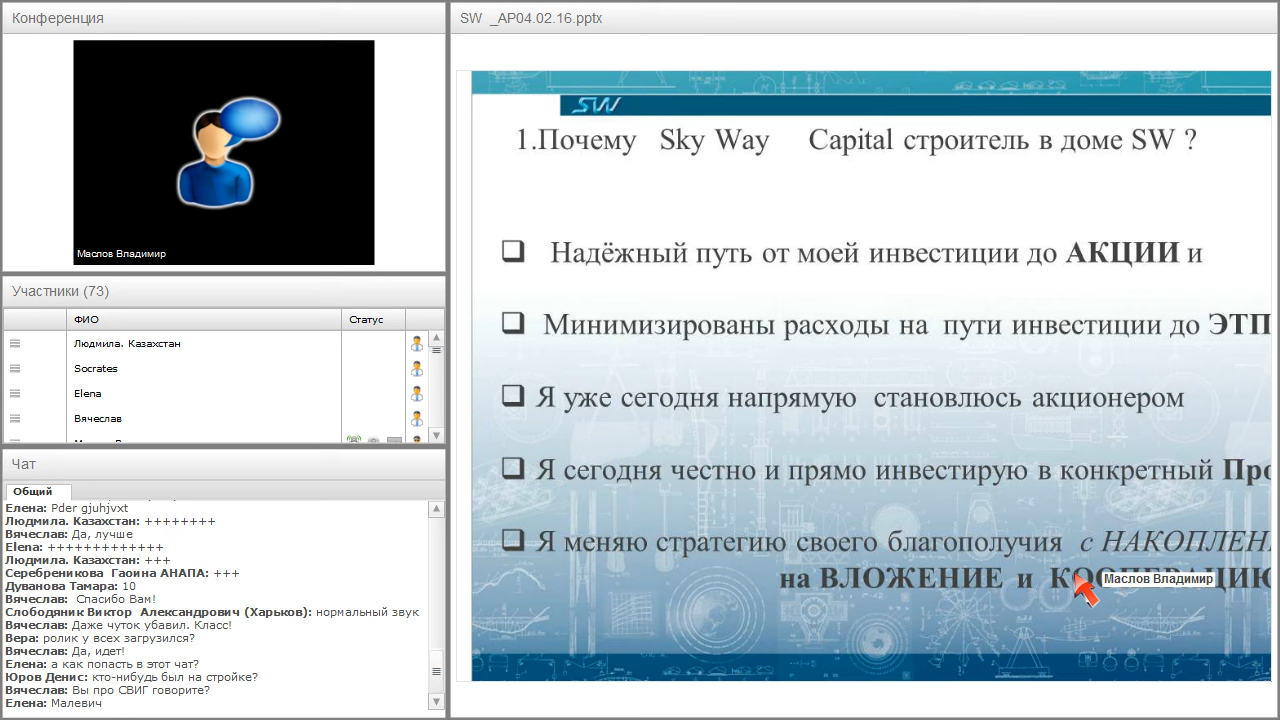 Конференция
Маслов Владимир
Участники (73)
ФИО
Статус
Людмила. Казахстан
Socrates
Elena
Вячеслав
Чат
Общий
Елена: Pder gjuhjvxt
Людмила. Казахстан: ++++++++
Вячеслав: Да, лучше
Elena: +++++++++++++
Людмила. Казахстан: +++
Серебреникова Гаоина АНАПА: +++
Дуванова Тамара: 10
Вячеслав: Спасибо Вам!
Слободяник Виктор Александрович (Харьков): нормальный звук
Вячеслав: Даже чуток убавил. Класс!
Вера: ролик у всех загрузился?
Вячеслав: Да, идет!
Елена: а как попасть в этот чат?
Юров Денис: кто-нибудь был на стройке?
Вячеслав: Вы про СВИГ говорите?
Елена: Малевич
SW _AP04.02.16.pptx
SW
1.Почему Sky Way Capital строитель в доме SW ?
Надёжный путь от моей инвестиции до АКЦИИ и
Минимизированы расходы на пути инвестиции до ЭТП
Я уже сегодня напрямую становлюсь акционером
Я сегодня честно и прямо инвестирую в конкретный Про
Я меняю стратегию своего благополучия с НАКОПЛЕН
на ВЛОЖЕНИЕ и КООПЕРАЦИЮ
Маслов Владимир